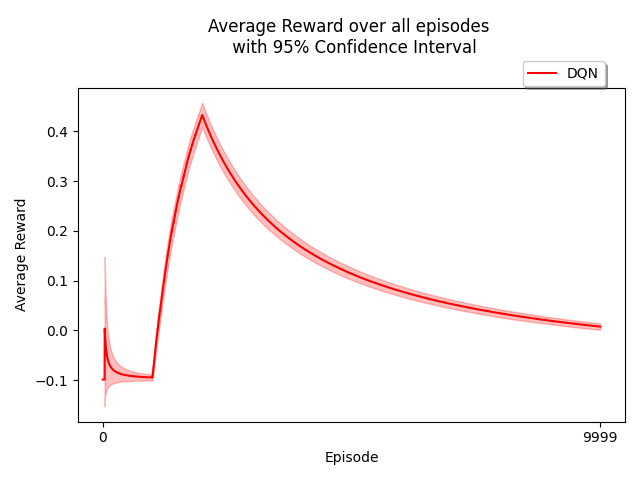 Average Reward over all episodes
with 95% Confidence Interval
DQN
0.4
0.3
0.2
0.1
0.0
−0.1
Average Reward
0
9999
Episode